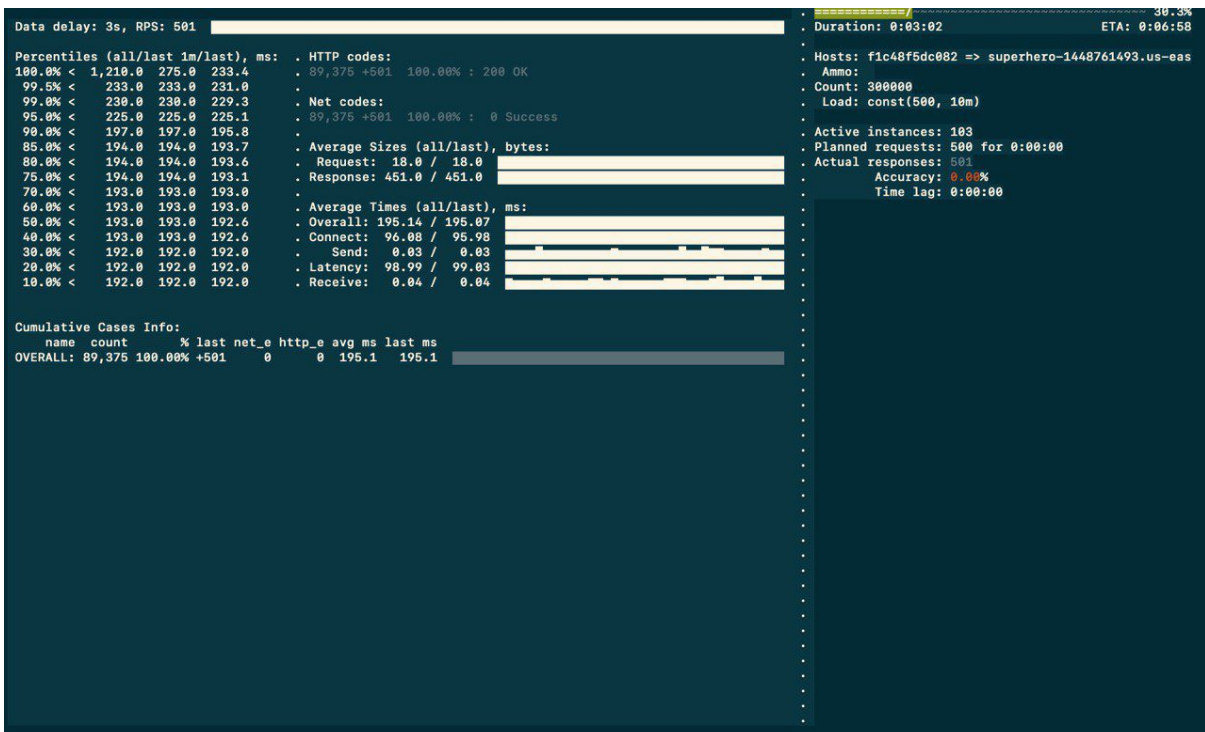 Data delay: 3s, RPS: 501
Percentiles (all/last 1m/last), ms:
100.0% < 1,210.0 275.0 233.4
99.5% < 233.0 233.0 231.0
99.0% < 230.0 230.0 229.3
95.0% < 225.0 225.0 225.1
90.0% < 197.0 197.0 195.8
85.0% < 194.0 194.0 193.7
80.0% < 194.0 194.0 193.6
75.0% < 194.0 194.0 193.1
70.0% < 193.0 193.0 193.0
60.0% < 193.0 193.0 193.0
50.0% < 193.0 193.0 192.6
40.0% < 193.0 193.0 192.6
30.0% < 192.0 192.0 192.0
20.0% < 192.0 192.0 192.0
10.0% < 192.0 192.0 192.0
. HTTP codes:
. 89,375 +501 100.00% : 200 OK
.
. Net codes:
. 89,375 +501 100.00% : 0 Success
.
. Average Sizes (all/last), bytes:
. Request: 18.0 / 18.0
. Response: 451.0 / 451.0
.
. Average Times (all/last), ms:
. Overall: 195.14 / 195.07
. Connect: 96.08 / 95.98
. Send: 0.03 / 0.03
. Latency: 98.99 / 99.03
. Receive: 0.04 / 0.04
Cumulative Cases Info:
name count % last net_e http_e avg ms last ms
OVERALL: 89,375 100.00% +501 0 0 195.1 195.1
30.3%
. Duration: 0:03:02 ETA: 0:06:58
.
. Hosts: f1c48f5dc082 => superhero-1448761493.us-eas
. Ammo:
. Count: 300000
. Load: const(500, 10m)
.
. Active instances: 103
. Planned requests: 500 for 0:00:00
. Actual responses: 501
. Accuracy: 0.00%
. Time lag: 0:00:00